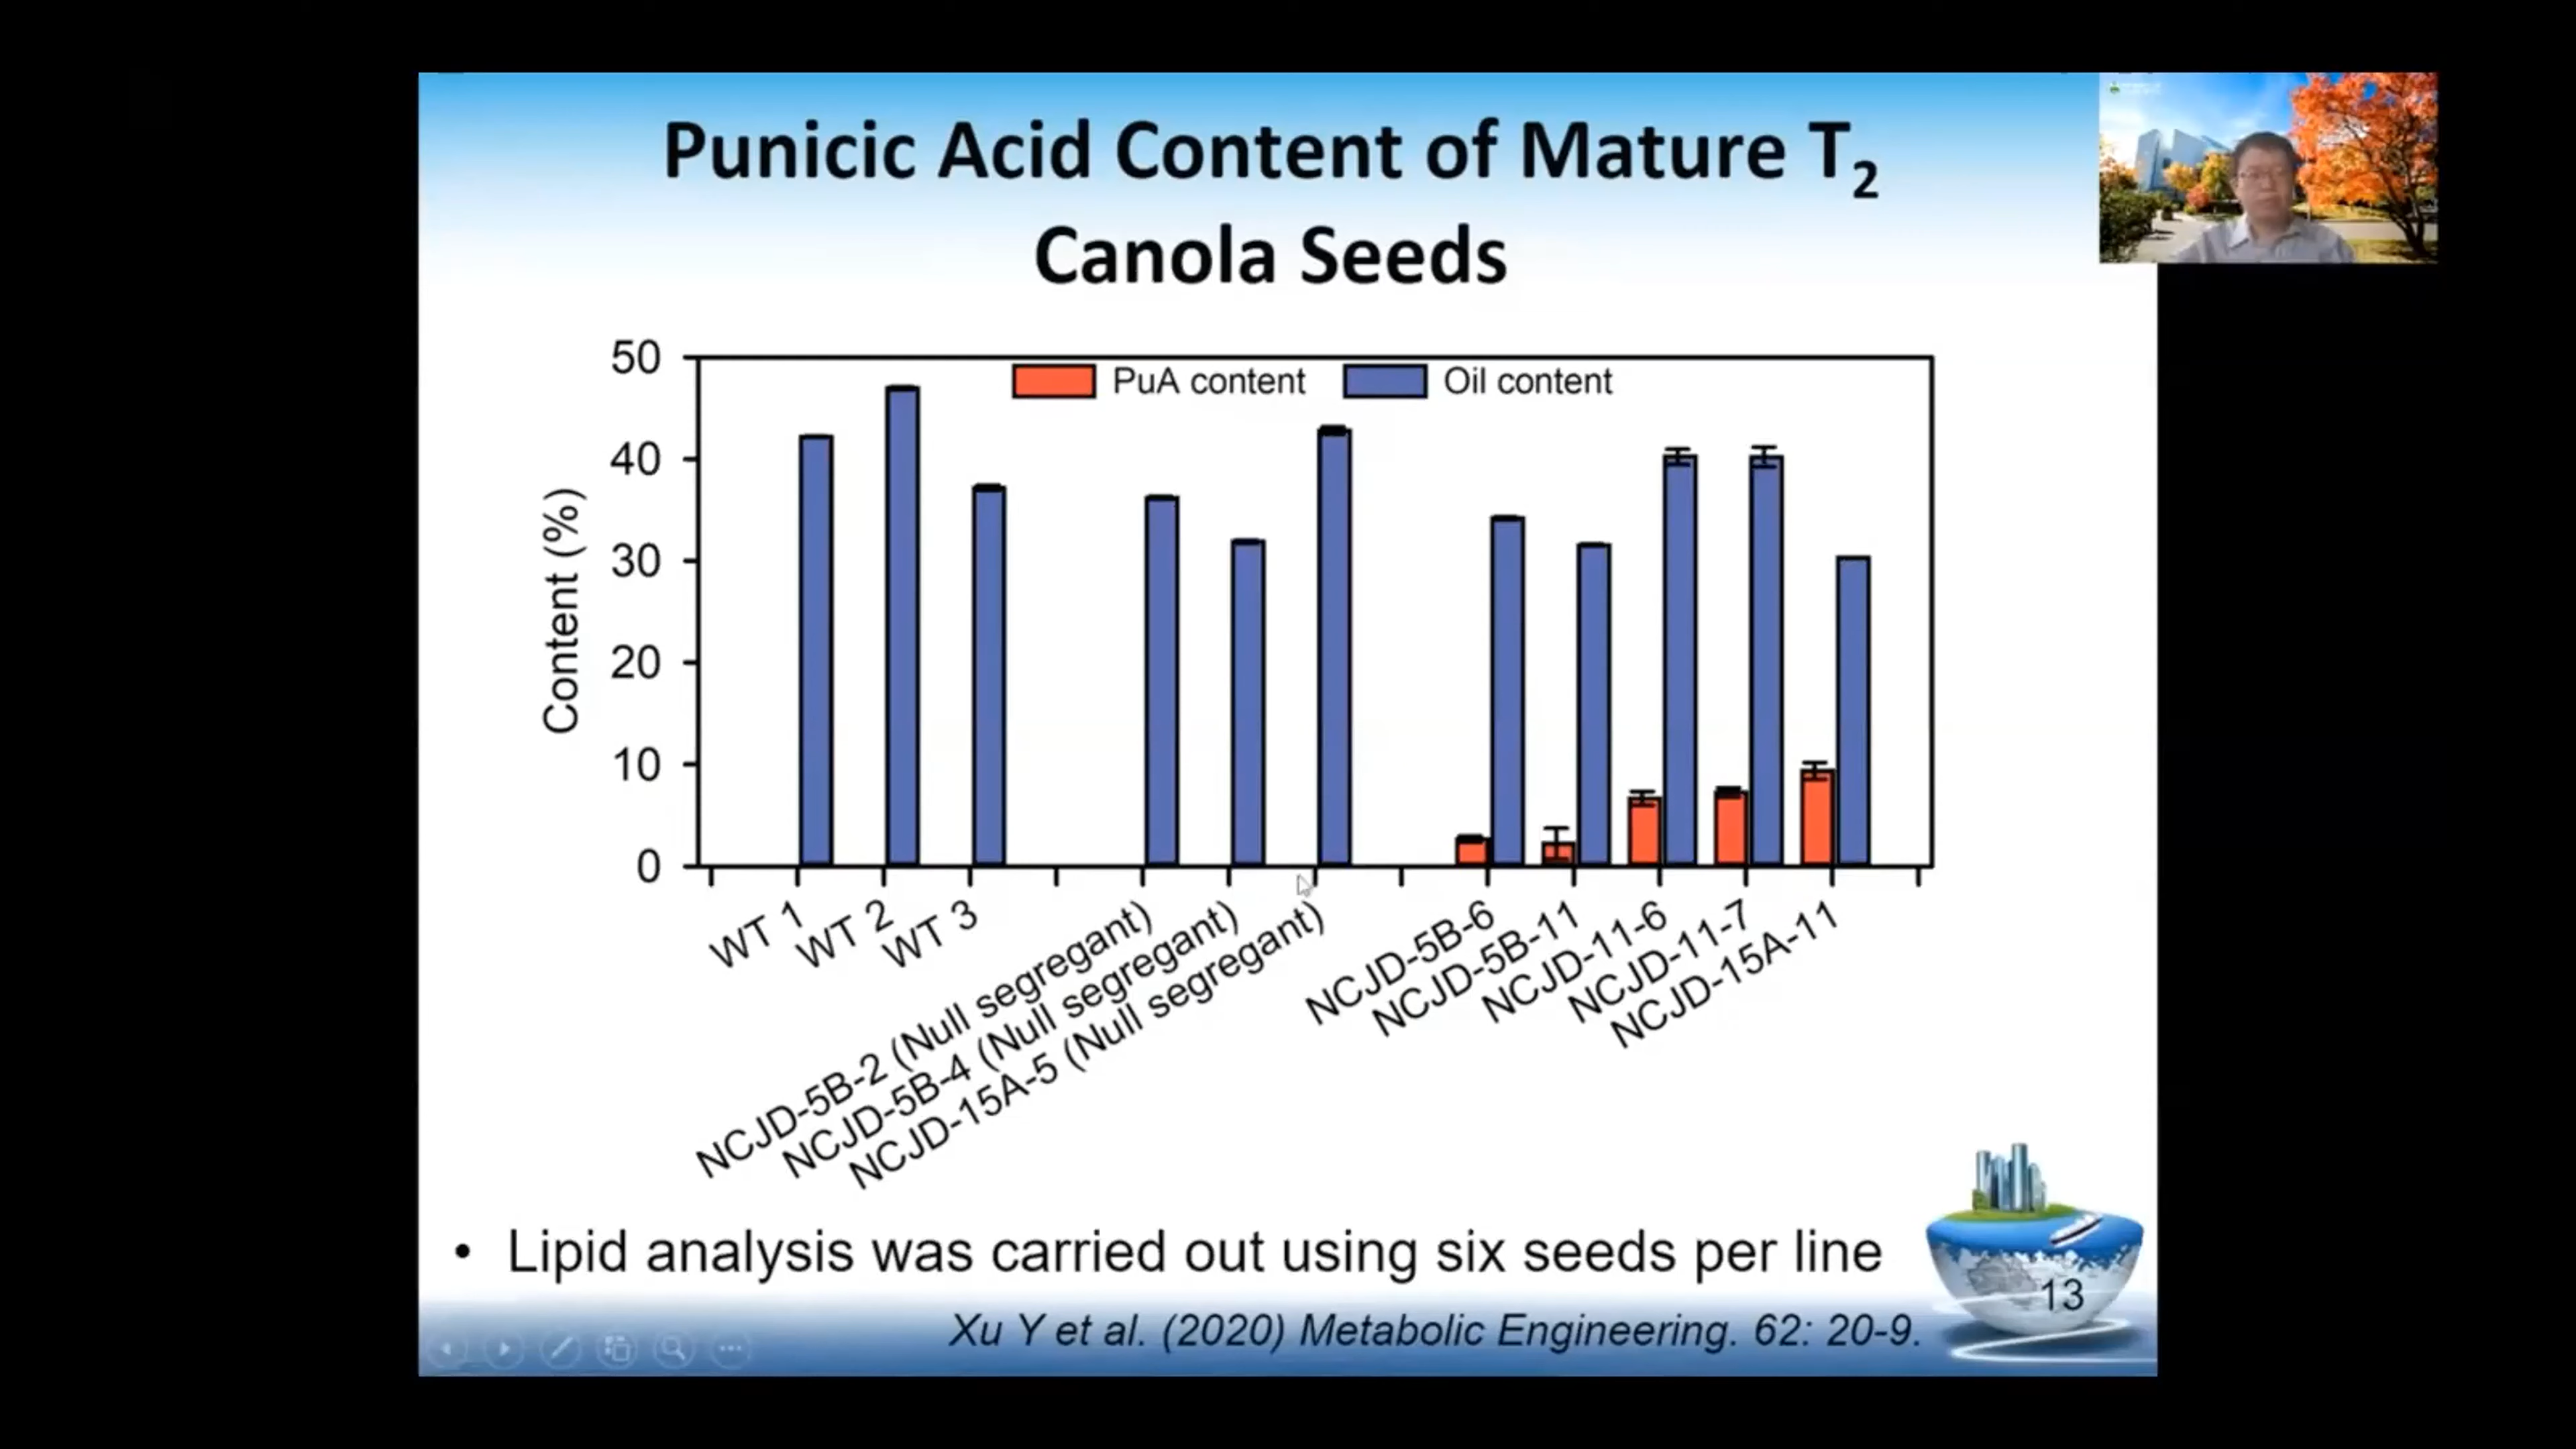 Punicic Acid Content of Mature T2
Canola Seeds
PuA content
Oil content
Content (%)
50
40
30
20
10
0
WT 1
WT 2
WT 3
NCJD-5B-2 (Null segregant)
NCJD-5B-4 (Null segregant)
NCJD-15A-5 (Null segregant)
NCJD-5B-6
NCJD-5B-11
NCJD-11-6
NCJD-11-7
NCJD-15A-11
• Lipid analysis was carried out using six seeds per line
13
Xu Y et al. (2020) Metabolic Engineering. 62: 20-9.